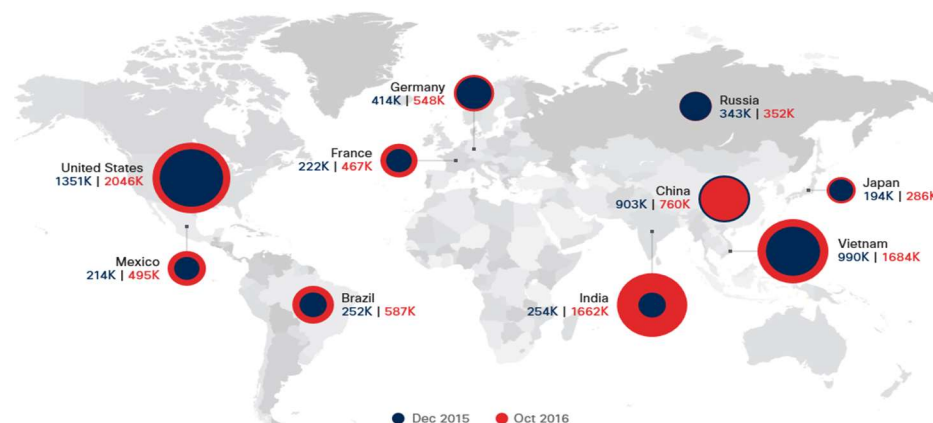 Germany
414K | 548K
Russia
343K | 352K
France
222K | 467K
United States
1351K | 2046K
China
903K | 760K
Japan
194K | 286K
Vietnam
990K | 1684K
Mexico
214K | 495K
Brazil
252K | 587K
India
254K | 1662K
Dec 2015 Oct 2016